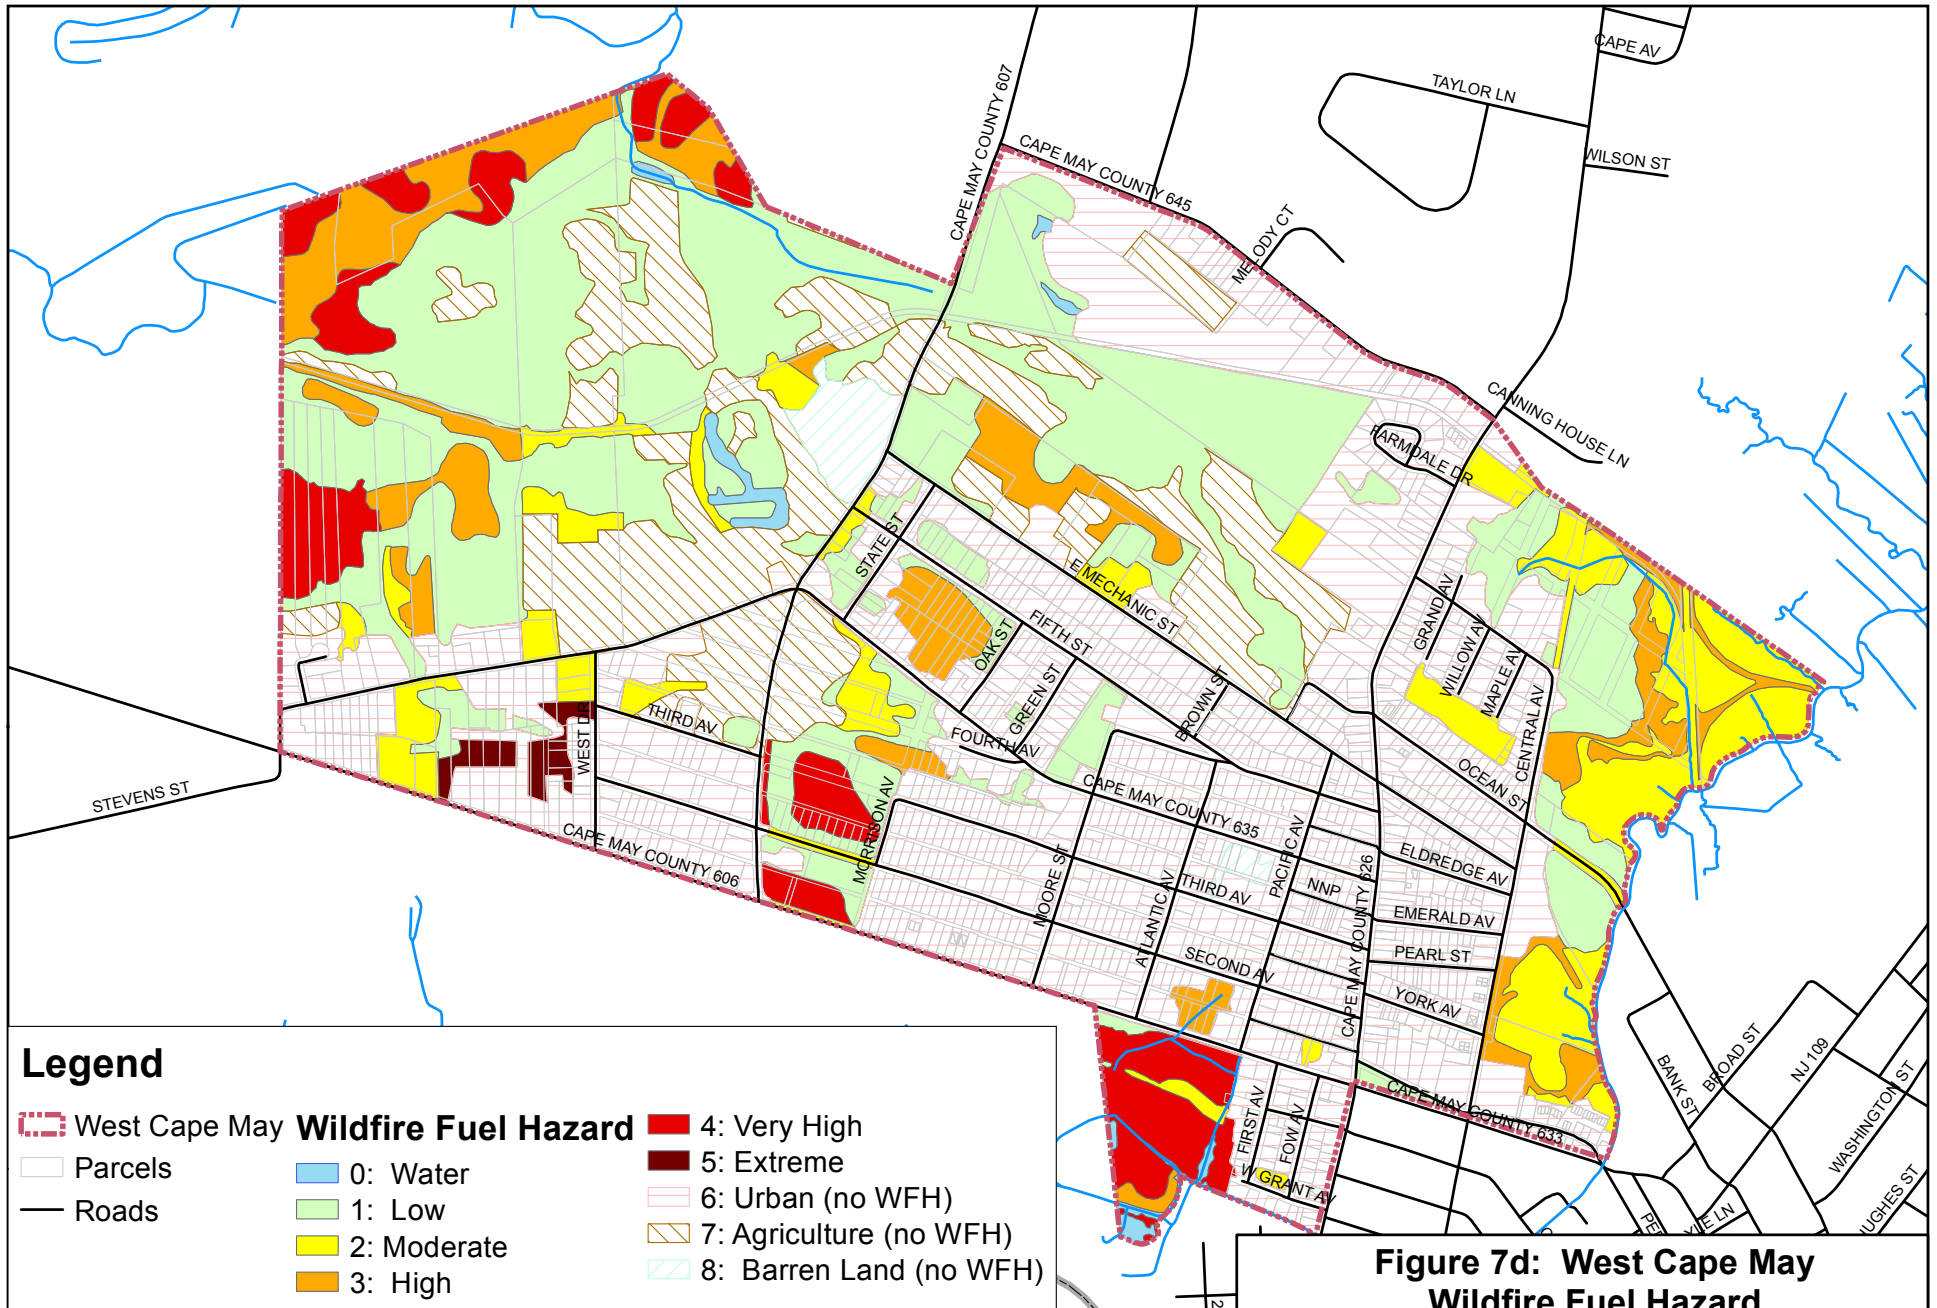 CAPE AV
TAYLOR LN
WILSON ST
CAPE MAY COUNTY 607
CAPE MAY COUNTY 645
MELODY CT
CANNING HOUSE LN
FARMDALE DR
STATE ST
E MECHANIC ST
FIFTH ST
OAK ST
GREEN ST
BROWN ST
GRAND AV
WILLOW AV
MAPLE AV
CENTRAL AV
THIRD AV
WEST DR
FOURTH AV
OCEAN ST
STEVENS ST
CAPE MAY COUNTY 606
MORRISON AV
CAPE MAY COUNTY 635
MOORE ST
ATLANTIC AV
THIRD AV
PACIFIC AV
NNP
CAPE MAY COUNTY 626
ELDREDGE AV
EMERALD AV
PEARL ST
SECOND AV
YORK AV
FIRST AV
FOW AV
W GRANT AV
CAPE MAY COUNTY 633
BANK ST
BROAD ST
NJ 109
WASHINGTON ST
UGHES ST
PE
LE LN
2
Legend
West Cape May
Parcels
Roads
Wildfire Fuel Hazard
0: Water
1: Low
2: Moderate
3: High
4: Very High
5: Extreme
6: Urban (no WFH)
7: Agriculture (no WFH)
8: Barren Land (no WFH)
Figure 7d: West Cape May
Wildfire Fuel Hazard